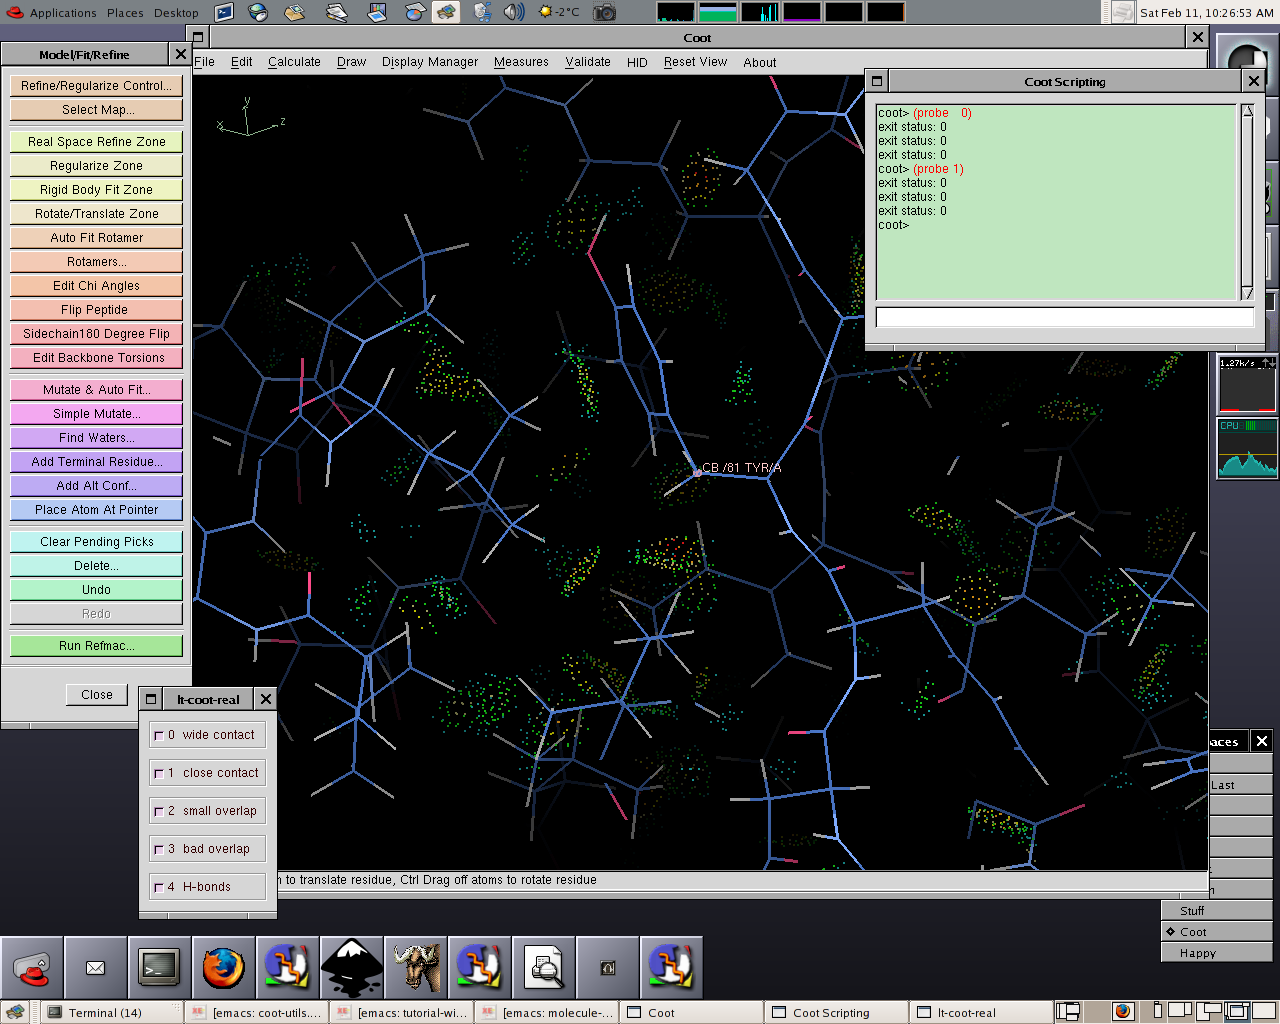 Applications Places Desktop
-2°C
Sat Feb 11, 10:26:53 AM
Model/Fit/Refine
Refine/Regularize Control...
Select Map...
Real Space Refine Zone
Regularize Zone
Rigid Body Fit Zone
Rotate/Translate Zone
Auto Fit Rotamer
Rotamers...
Edit Chi Angles
Flip Peptide
Sidechain180 Degree Flip
Edit Backbone Torsions
Mutate & Auto Fit...
Simple Mutate...
Find Waters...
Add Terminal Residue...
Add Alt Conf...
Place Atom At Pointer
Clear Pending Picks
Delete...
Undo
Redo
Run Refmac...
Close
Coot
File Edit Calculate Draw Display Manager Measures Validate HID Reset View About
y
x
z
CB /81 TYR/A
n to translate residue, Ctrl Drag off atoms to rotate residue
Coot Scripting
coot> (probe 0)
exit status: 0
exit status: 0
exit status: 0
coot> (probe 1)
exit status: 0
exit status: 0
exit status: 0
coot>
1.27k/s
CPU
lt-coot-real
0 wide contact
1 close contact
2 small overlap
3 bad overlap
4 H-bonds
aces
Last
Stuff
Coot
Happy
Terminal (14)
[emacs: coot-utils....
[emacs: tutorial-wi...
[emacs: molecule-...
Coot
Coot Scripting
lt-coot-real